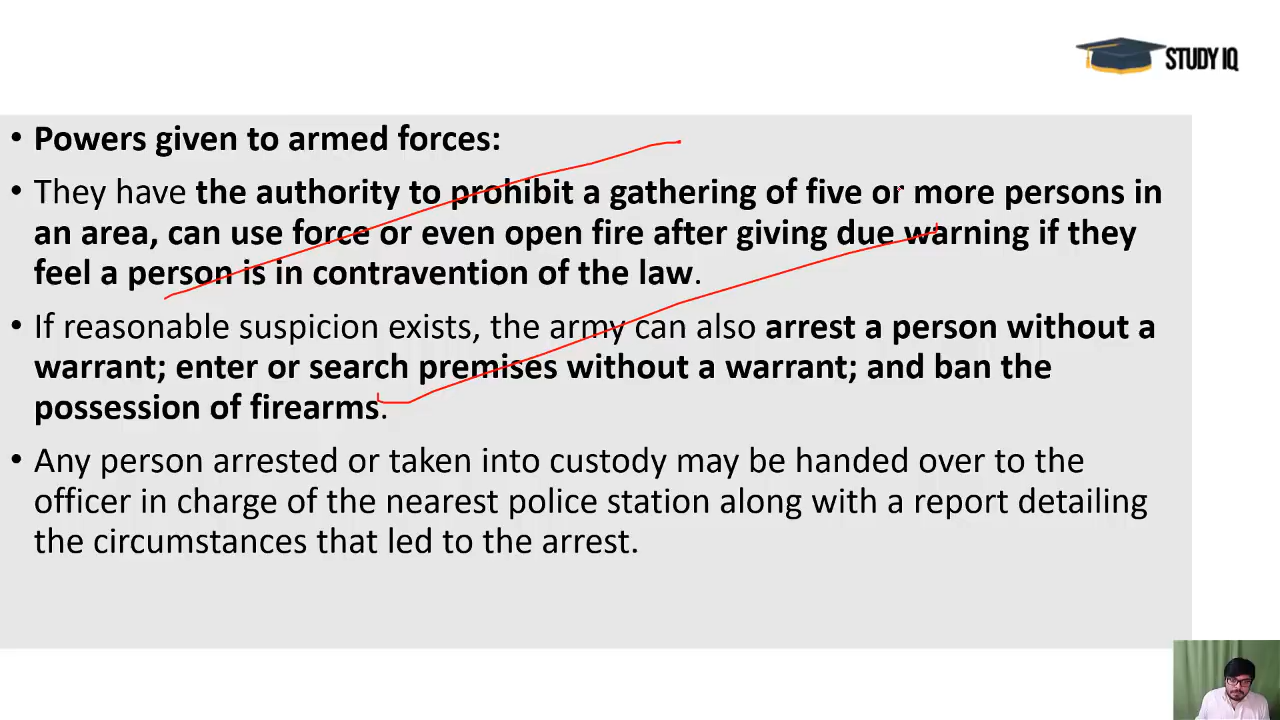 STUDY IQ
• Powers given to armed forces:
• They have the authority to prohibit a gathering of five or more persons in
an area, can use force or even open fire after giving due warning if they
feel a person is in contravention of the law.
• If reasonable suspicion exists, the army can also arrest a person without a
warrant; enter or search premises without a warrant; and ban the
possession of firearms.
• Any person arrested or taken into custody may be handed over to the
officer in charge of the nearest police station along with a report detailing
the circumstances that led to the arrest.